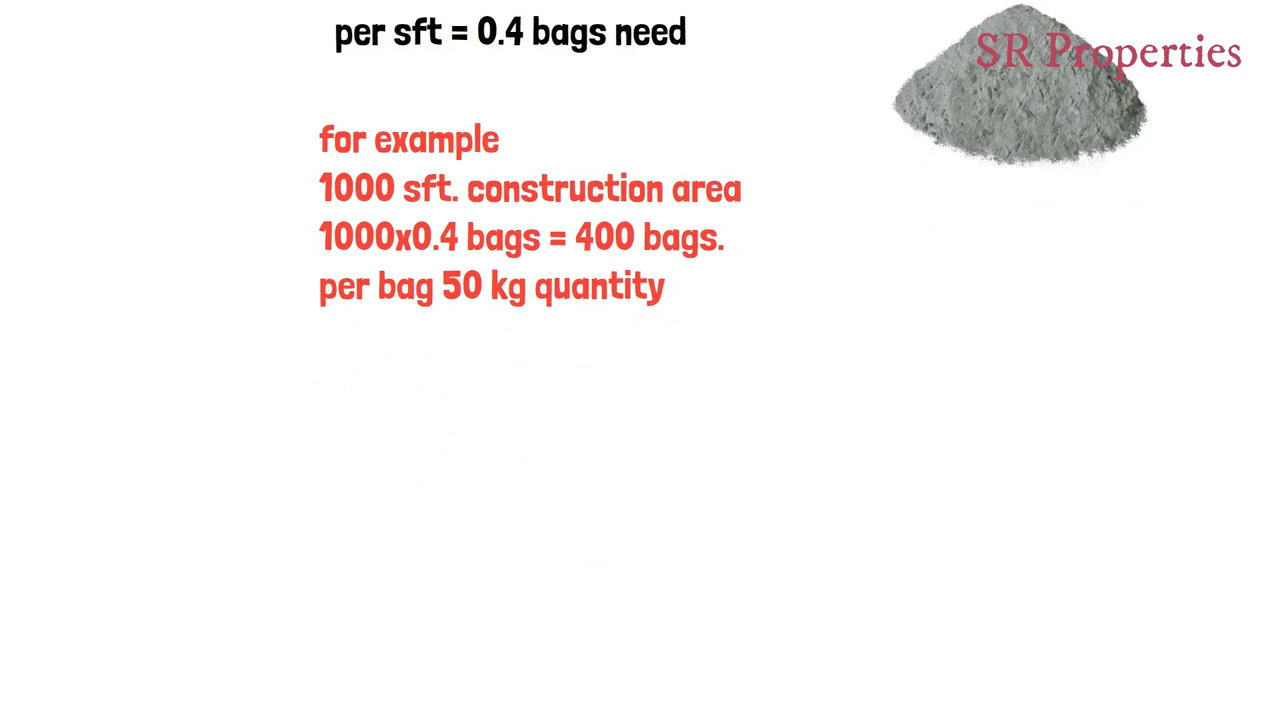 per sft = 0.4 bags need
SR Properties
for example
1000 sft. construction area
1000x0.4 bags = 400 bags.
per bag 50 kg quantity